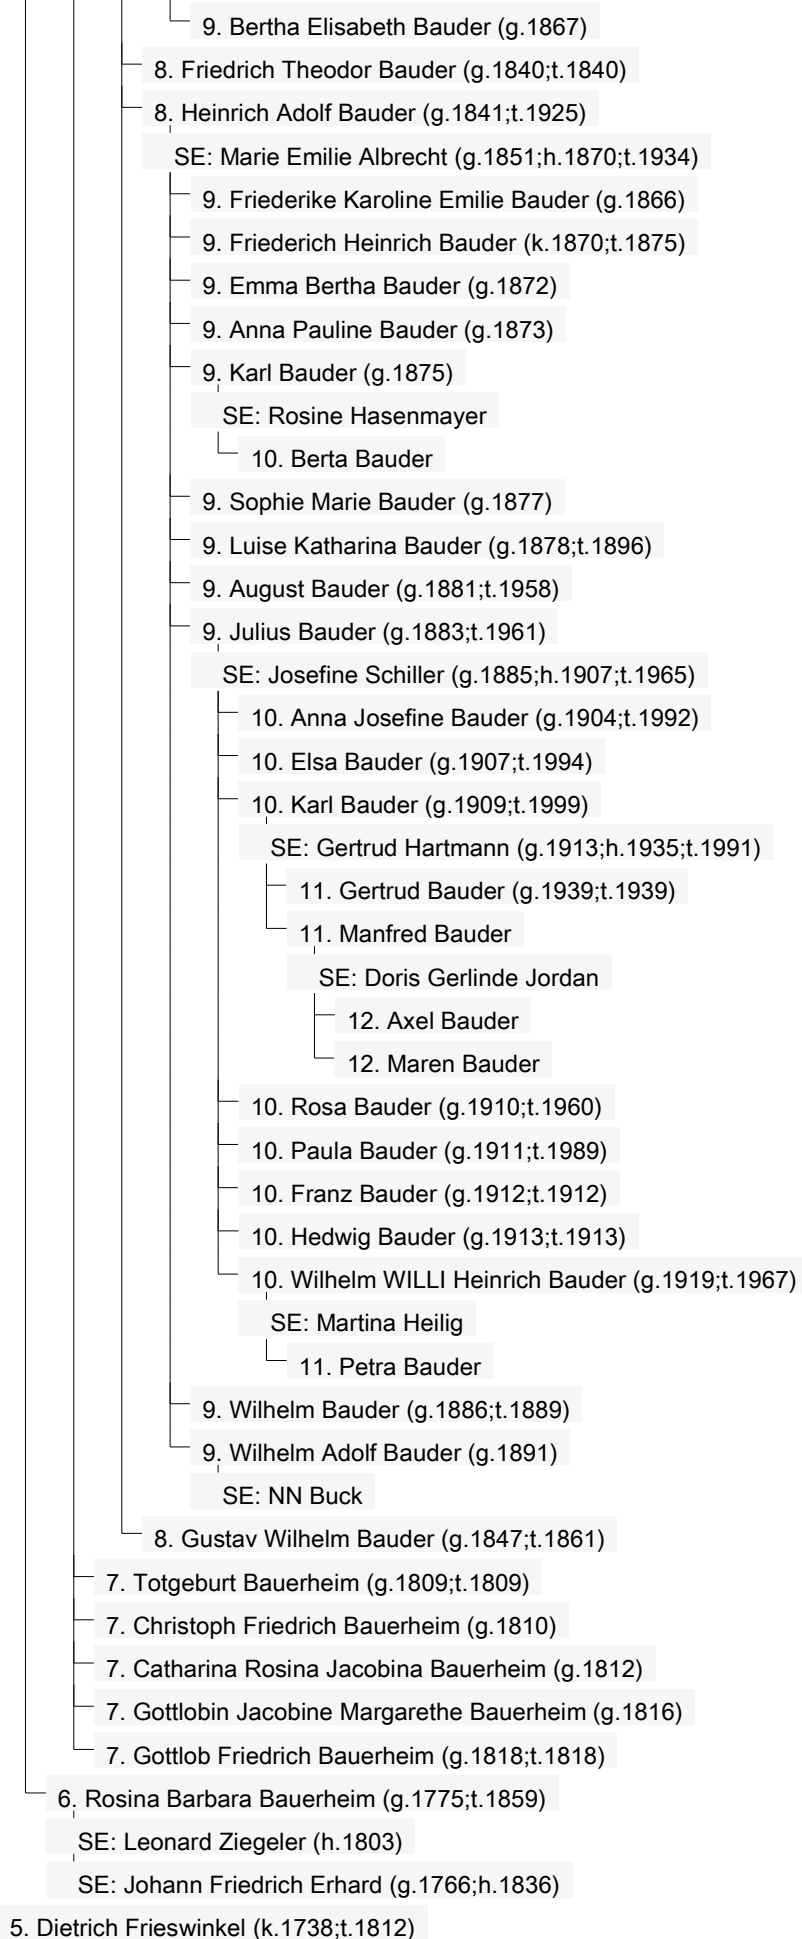 9. Bertha Elisabeth Bauder (g.1867)
8. Friedrich Theodor Bauder (g.1840;t.1840)
8. Heinrich Adolf Bauder (g.1841;t.1925)
SE: Marie Emilie Albrecht (g.1851;h.1870;t.1934)
9. Friederike Karoline Emilie Bauder (g.1866)
9. Friederich Heinrich Bauder (k.1870;t.1875)
9. Emma Bertha Bauder (g.1872)
9. Anna Pauline Bauder (g.1873)
9. Karl Bauder (g.1875)
SE: Rosine Hasenmayer
10. Berta Bauder
9. Sophie Marie Bauder (g.1877)
9. Luise Katharina Bauder (g.1878;t.1896)
9. August Bauder (g.1881;t.1958)
9. Julius Bauder (g.1883;t.1961)
SE: Josefine Schiller (g.1885;h.1907;t.1965)
10. Anna Josefine Bauder (g.1904;t.1992)
10. Elsa Bauder (g.1907;t.1994)
10. Karl Bauder (g.1909;t.1999)
SE: Gertrud Hartmann (g.1913;h.1935;t.1991)
11. Gertrud Bauder (g.1939;t.1939)
11. Manfred Bauder
SE: Doris Gerlinde Jordan
12. Axel Bauder
12. Maren Bauder
10. Rosa Bauder (g.1910;t.1960)
10. Paula Bauder (g.1911;t.1989)
10. Franz Bauder (g.1912;t.1912)
10. Hedwig Bauder (g.1913;t.1913)
10. Wilhelm WILLI Heinrich Bauder (g.1919;t.1967)
SE: Martina Heilig
11. Petra Bauder
9. Wilhelm Bauder (g.1886;t.1889)
9. Wilhelm Adolf Bauder (g.1891)
SE: NN Buck
8. Gustav Wilhelm Bauder (g.1847;t.1861)
7. Totgeburt Bauerheim (g.1809;t.1809)
7. Christoph Friedrich Bauerheim (g.1810)
7. Catharina Rosina Jacobina Bauerheim (g.1812)
7. Gottlobin Jacobine Margarethe Bauerheim (g.1816)
7. Gottlob Friedrich Bauerheim (g.1818;t.1818)
6. Rosina Barbara Bauerheim (g.1775;t.1859)
SE: Leonard Ziegeler (h.1803)
SE: Johann Friedrich Erhard (g.1766;h.1836)
5. Dietrich Frieswinkel (k.1738;t.1812)